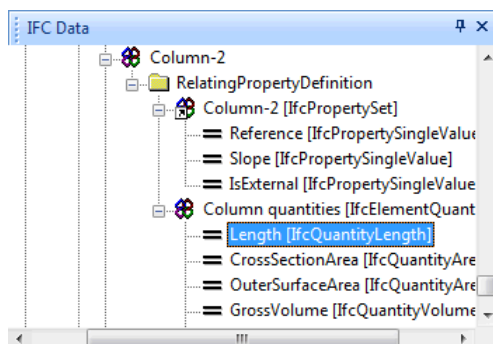 IFC Data
Column-2
RelatingPropertyDefinition
Column-2 [IfcPropertySet]
Reference [IfcPropertySingleValue
Slope [IfcPropertySingleValue]
IsExternal [IfcPropertySingleValue
Column quantities [IfcElementQuant
Length [IfcQuantityLength]
CrossSectionArea [IfcQuantityAre
OuterSurfaceArea [IfcQuantityAre
GrossVolume [IfcQuantityVolume